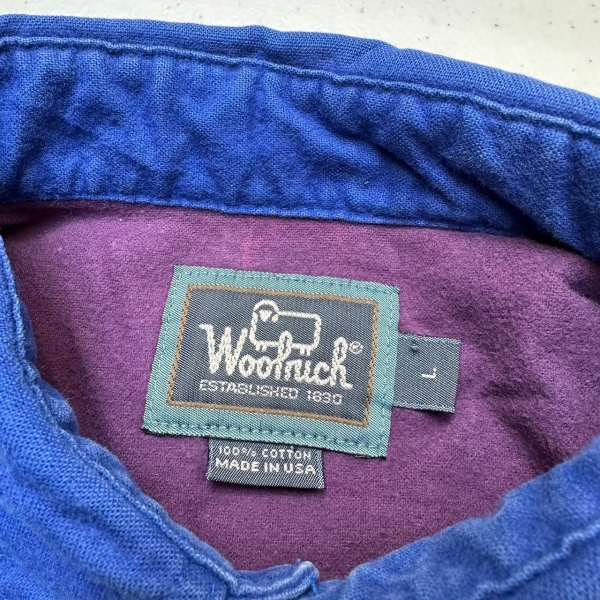 Woolrich®
ESTABLISHED 1830
L
100% COTTON
MADE IN USA